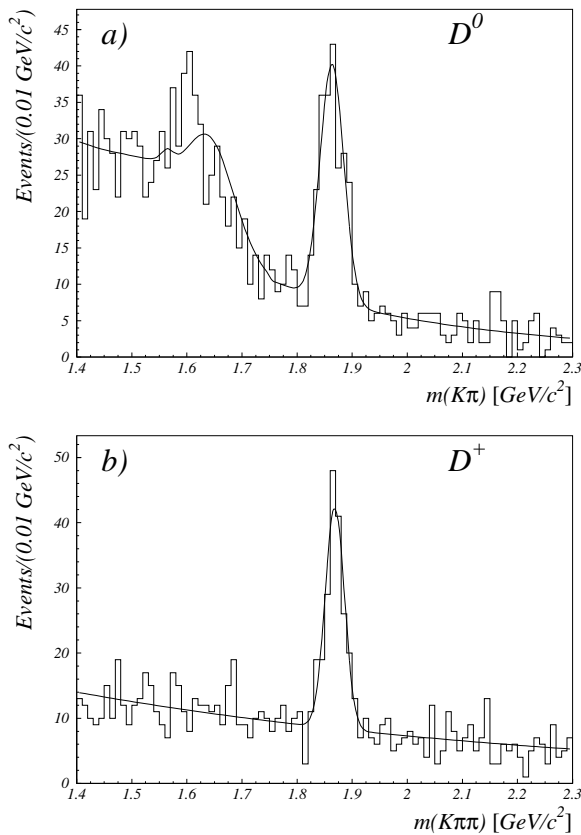 a)
D⁰
Events/(0.01 GeV/c²)
45
40
35
30
25
20
15
10
5
0
1.4 1.5 1.6 1.7 1.8 1.9 2 2.1 2.2 2.3
m(Kπ) [GeV/c²]
b)
D⁺
Events/(0.01 GeV/c²)
50
40
30
20
10
0
1.4 1.5 1.6 1.7 1.8 1.9 2 2.1 2.2 2.3
m(Kππ) [GeV/c²]